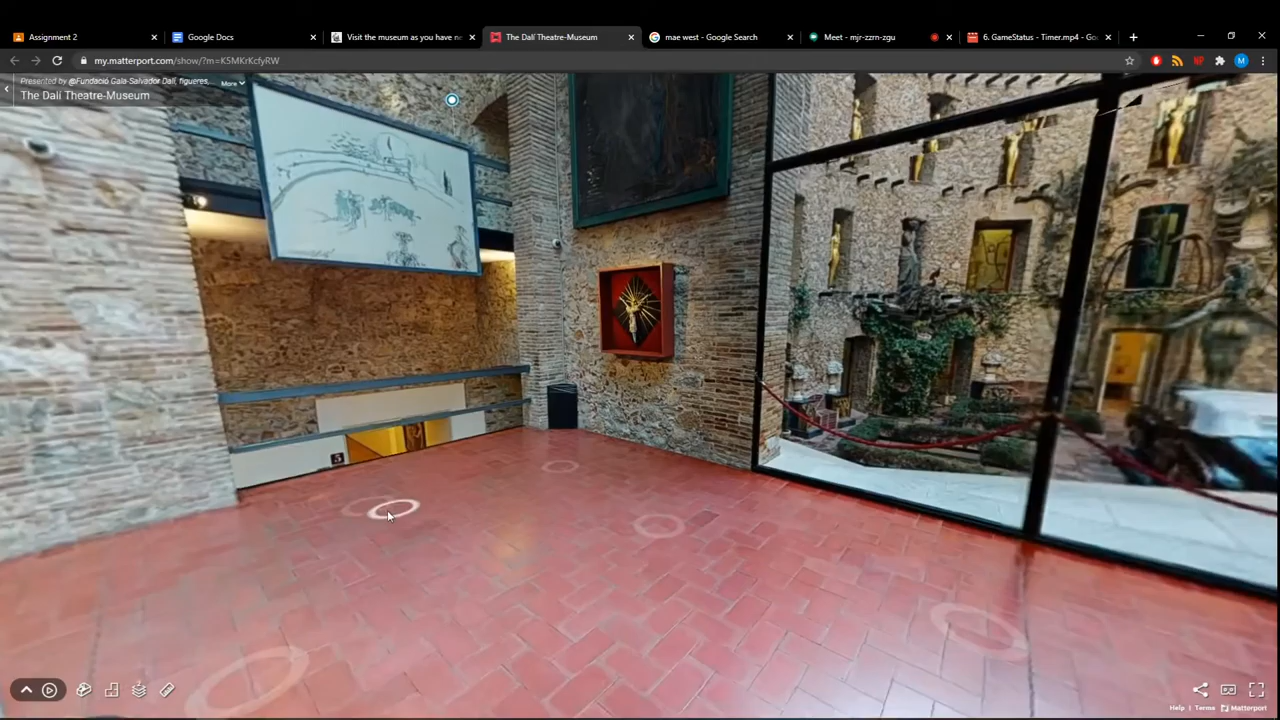 Assignment 2
Google Docs
Visit the museum as you have ne
The Dalí Theatre-Museum
mae west - Google Search
Meet - mjr-zzrn-zgu
6. GameStatus - Timer.mp4 - Go
my.matterport.com/show/?m=K5MKrKcfyRW
M
Presented by @Fundació Gala-Salvador Dalí, figueres,
More
The Dalí Theatre-Museum
5
Help | Terms
Matterport